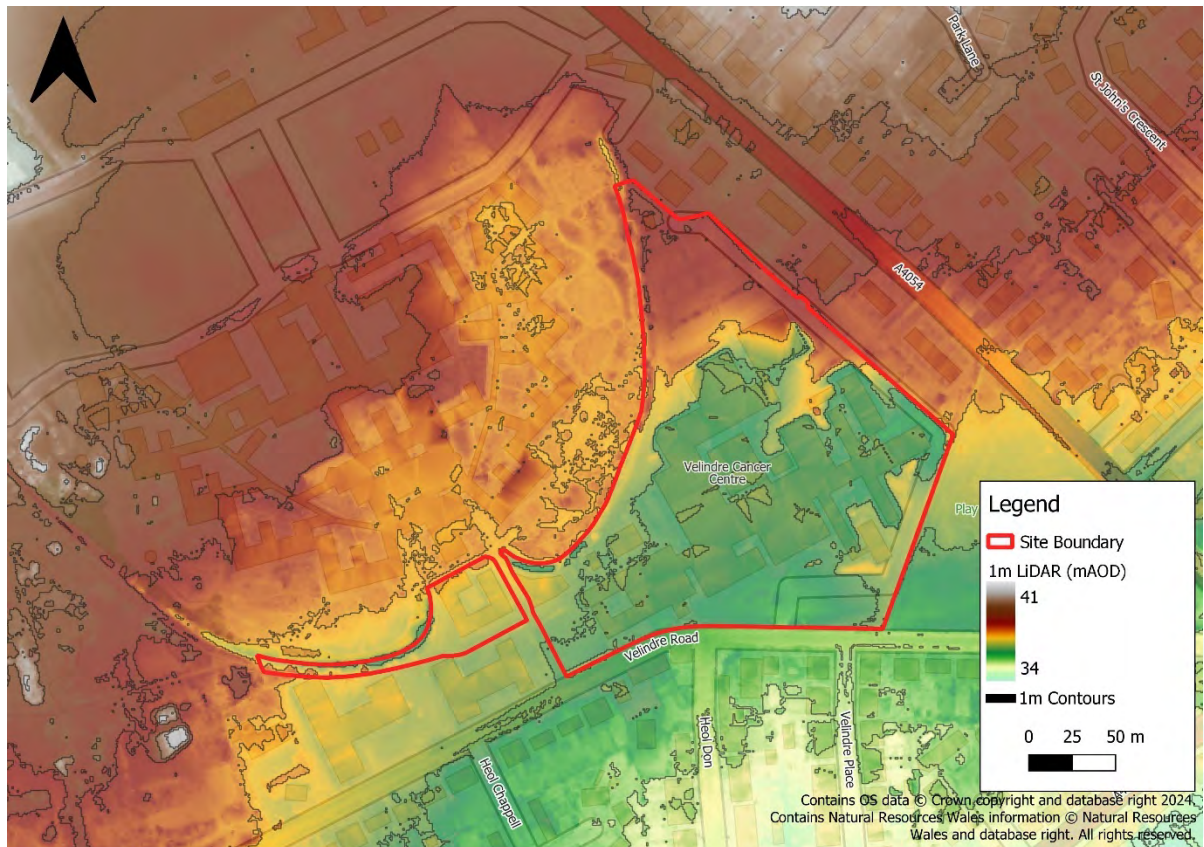 Park Lane
St John's Crescent
A4054
Velindre Cancer
Centre
Play
Velindre Road
Heol Don
Velindre Place
Heol Chappell
Legend
Site Boundary
1m LiDAR (mAOD)
41
34
1m Contours
0 25 50 m
Contains OS data © Crown copyright and database right 2024.
Contains Natural Resources Wales information © Natural Resources
Wales and database right. All rights reserved.